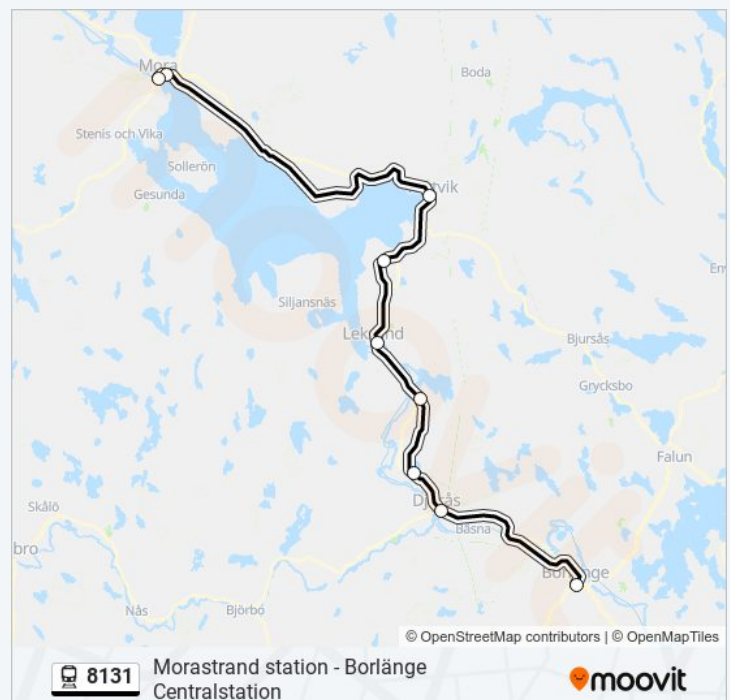 Mora
Boda
Stenis och Vika
Sollerön
Gesunda
Siljansnäs
Bjursås
Grycksbo
Falun
Skålö
Nås
Björbo
Båsna
© OpenStreetMap contributors | © OpenMapTiles
8131
Morastrand station - Borlänge
Centralstation
moovit